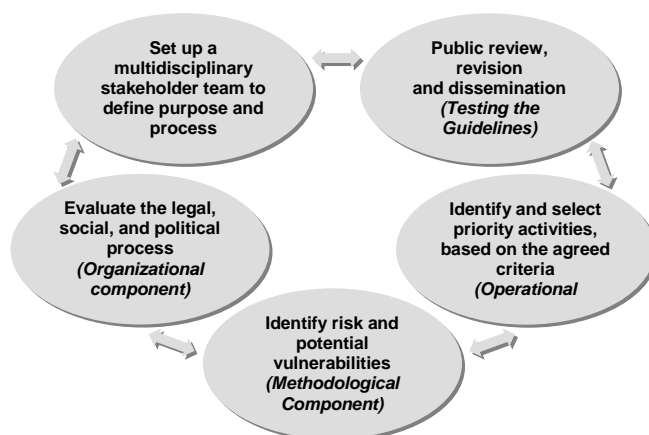 Set up a
multidisciplinary
stakeholder team to
define purpose and
process
Public review,
revision
and dissemination
(Testing the
Guidelines)
Evaluate the legal,
social, and political
process
(Organizational
component)
Identify and select
priority activities,
based on the agreed
criteria
(Operational
Identify risk and
potential
vulnerabilities
(Methodological
Component)